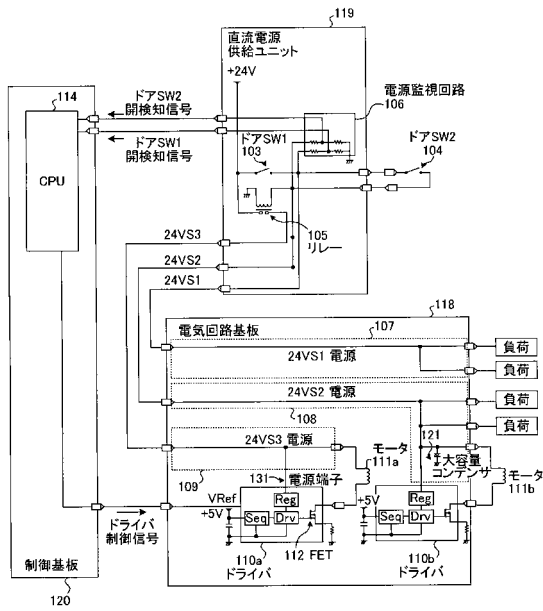 119
直流電源
供給ユニット
+24V
114
ドアSW2
開検知信号
ドアSW1
開検知信号
CPU
電源監視回路
106
ドアSW1
103
ドアSW2
104
105
リレー
24VS3
24VS2
24VS1
118
電気回路基板
107
24VS1 電源
負荷
負荷
24VS2 電源
負荷
108
負荷
24VS3 電源
モータ
111a
121
大容量
コンデンサ
モータ
111b
109
131
電源端子
VRef
+5V
Reg
Seq
Drv
ドライバ
制御信号
112 FET
110a
ドライバ
+5V
Reg
Seq
Drv
110b
ドライバ
制御基板
120